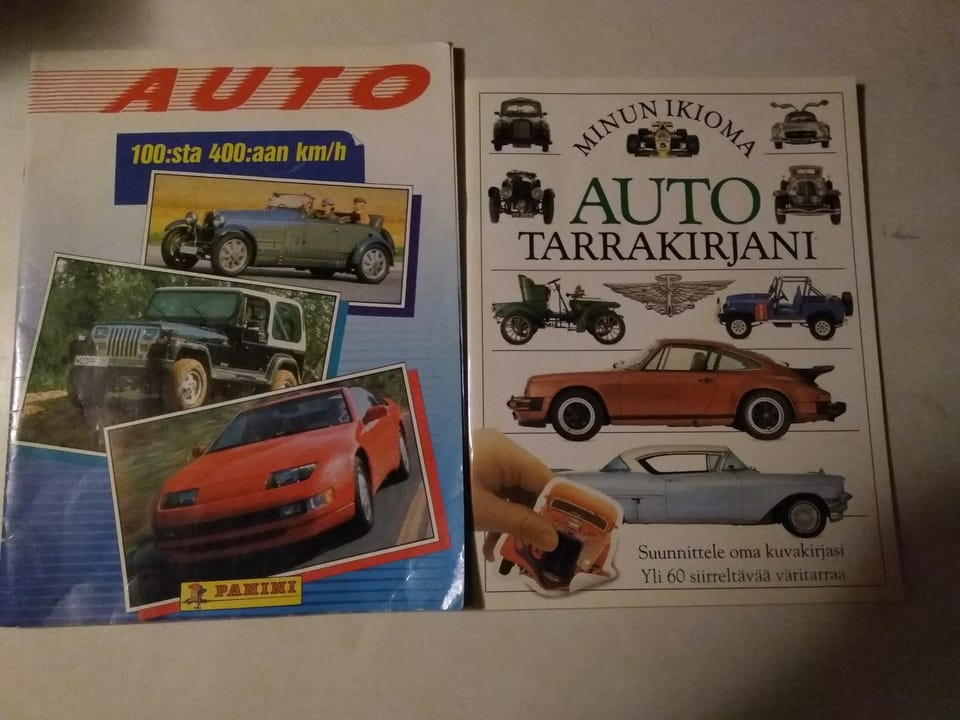 AUTO
100:sta 400:aan km/h
PANINI
MINUN IKIOMA
AUTO
TARRAKIRJANI
Suunnittele oma kuvakirjasi
Yli 60 siirreltävää väritarraa